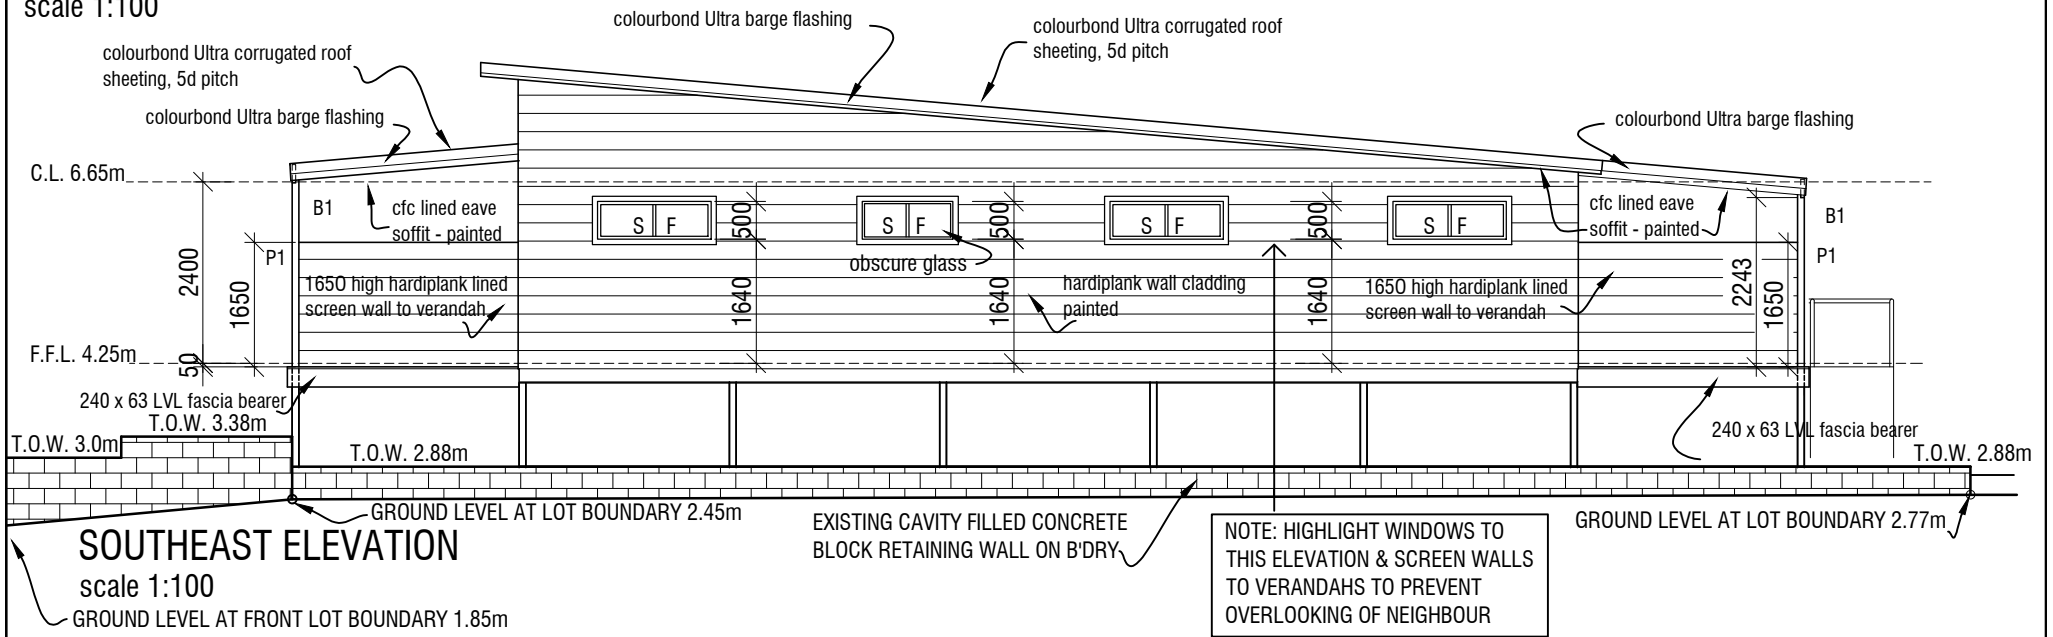 scale 1:100
colourbond Ultra barge flashing
colourbond Ultra corrugated roof
sheeting, 5d pitch
colourbond Ultra corrugated roof
sheeting, 5d pitch
colourbond Ultra barge flashing
colourbond Ultra barge flashing
C.L. 6.65m
B1
cfc lined eave
soffit - painted
P1
2400
1650
50
1650 high hardiplank lined
screen wall to verandah
S F
500
1640
S F
obscure glass
500
1640
hardiplank wall cladding
painted
S F
500
1640
S F
cfc lined eave
soffit - painted
1650 high hardiplank lined
screen wall to verandah
2243
1650
B1
P1
F.F.L. 4.25m
240 x 63 LVL fascia bearer
T.O.W. 3.38m
T.O.W. 3.0m
T.O.W. 2.88m
240 x 63 LVL fascia bearer
T.O.W. 2.88m
GROUND LEVEL AT LOT BOUNDARY 2.45m
EXISTING CAVITY FILLED CONCRETE
BLOCK RETAINING WALL ON B'DRY
NOTE: HIGHLIGHT WINDOWS TO
THIS ELEVATION & SCREEN WALLS
TO VERANDAHS TO PREVENT
OVERLOOKING OF NEIGHBOUR
GROUND LEVEL AT LOT BOUNDARY 2.77m
SOUTHEAST ELEVATION
scale 1:100
GROUND LEVEL AT FRONT LOT BOUNDARY 1.85m